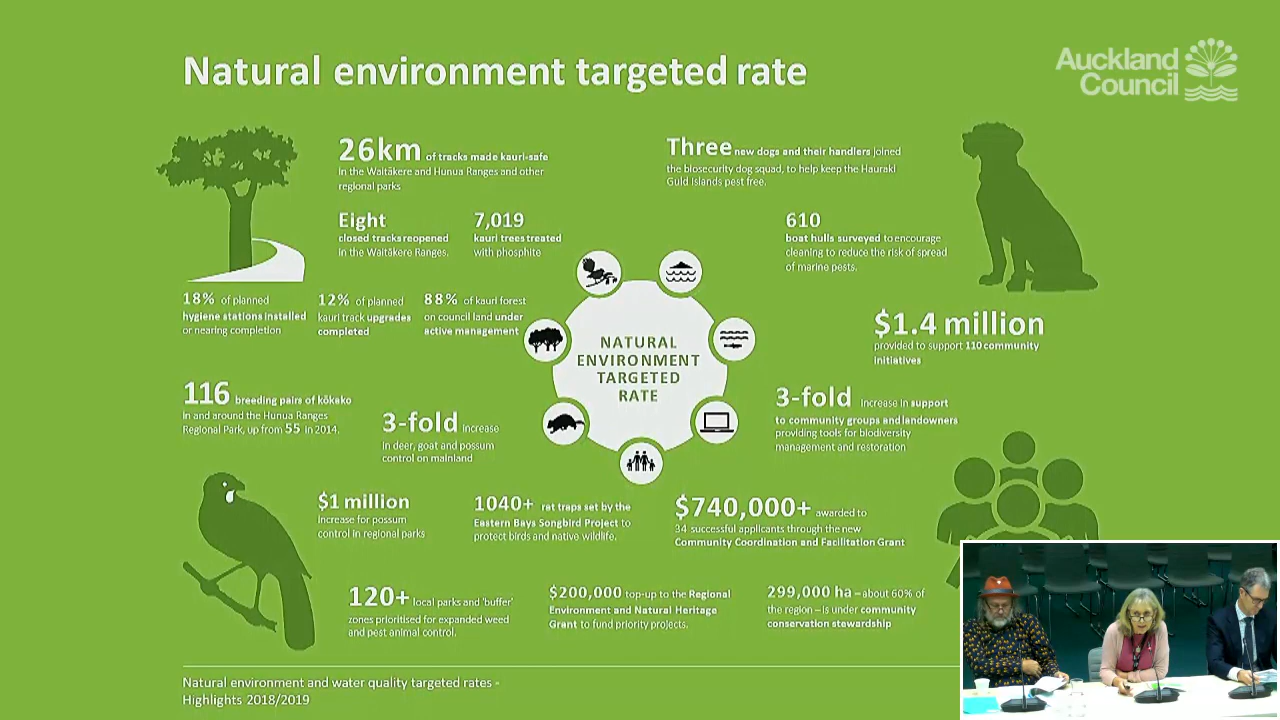 Natural environment targeted rate
Auckland
Council
26km of tracks made kauri-safe
in the Waitākere and Hunua Ranges and other
regional parks
Three new dogs and their handlers joined
the biosecurity dog squad, to help keep the Hauraki
Guld Islands pest free.
Eight
closed tracks reopened
in the Waitākere Ranges.
7,019
kauri trees treated
with phosphite
610
boat hulls surveyed to encourage
cleaning to reduce the risk of spread
of marine pests.
18% of planned
hygiene stations installed
or nearing completion
12% of planned
kauri track upgrades
completed
88% of kauri forest
on council land under
active management
$1.4 million
provided to support 110 community
initiatives
NATURAL
ENVIRONMENT
TARGETED
RATE
116 breeding pairs of kōkako
in and around the Hunua Ranges
Regional Park, up from 55 in 2014.
3-fold increase
in deer, goat and possum
control on mainland
3-fold increase in support
to community groups and landowners
providing tools for biodiversity
management and restoration
$1 million
increase for possum
control in regional parks
1040+ rat traps set by the
Eastern Bays Songbird Project to
protect birds and native wildlife.
$740,000+ awarded to
34 successful applicants through the new
Community Coordination and Facilitation Grant
120+ local parks and 'buffer'
zones prioritised for expanded weed
and pest animal control.
$200,000 top-up to the Regional
Environment and Natural Heritage
Grant to fund priority projects.
299,000 ha – about 60% of
the region – is under community
conservation stewardship
Natural environment and water quality targeted rates -
Highlights 2018/2019